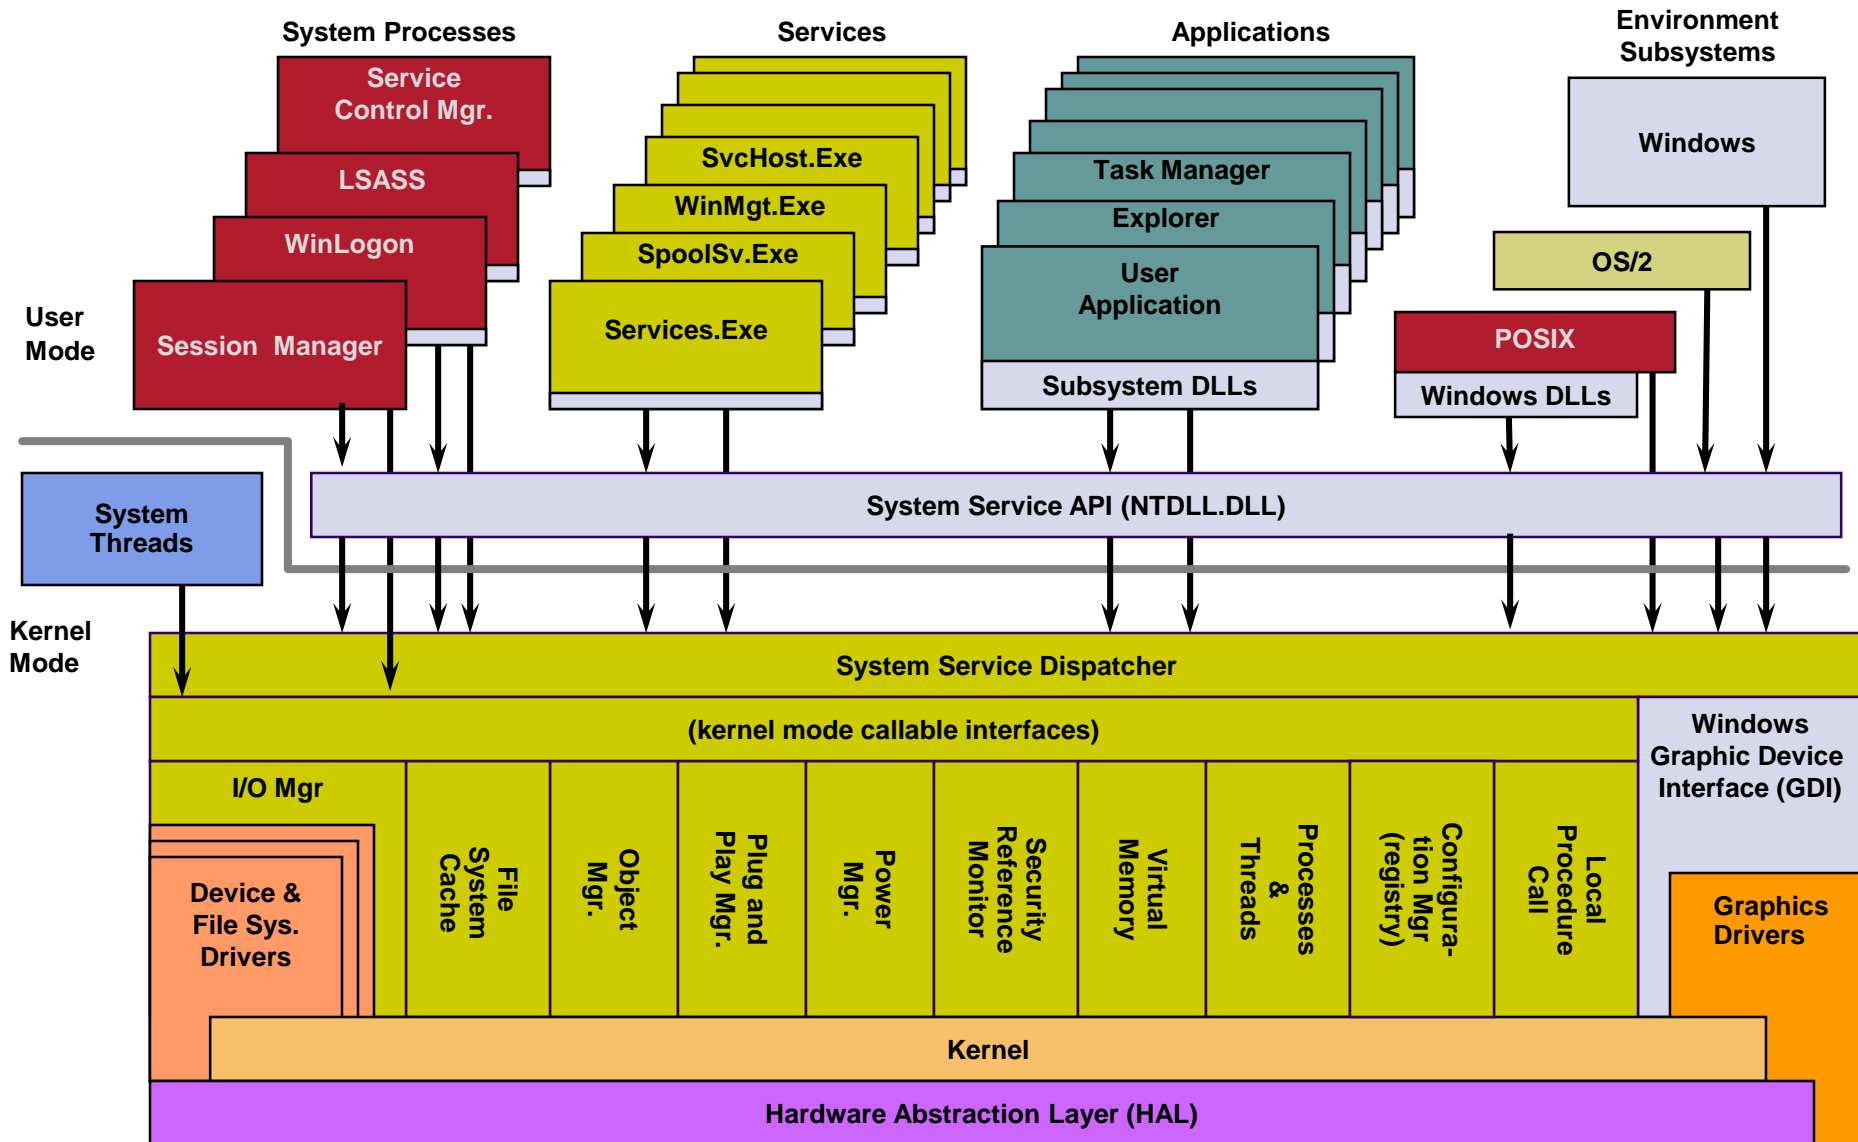 System Processes
Services
Applications
Environment
Subsystems
Service
Control Mgr.
LSASS
WinLogon
Session Manager
SvcHost.Exe
WinMgt.Exe
SpoolSv.Exe
Services.Exe
Task Manager
Explorer
User
Application
Subsystem DLLs
Windows
OS/2
POSIX
Windows DLLs
User
Mode
System Service API (NTDLL.DLL)
System
Threads
Kernel
Mode
System Service Dispatcher
(kernel mode callable interfaces)
Windows
Graphic Device
Interface (GDI)
I/O Mgr
Device &
File Sys.
Drivers
File
System
Cache
Object
Mgr.
Plug and
Play Mgr.
Power
Mgr.
Security
Reference
Monitor
Virtual
Memory
Processes
&
Threads
Configura-
tion Mgr
(registry)
Local
Procedure
Call
Graphics
Drivers
Kernel
Hardware Abstraction Layer (HAL)